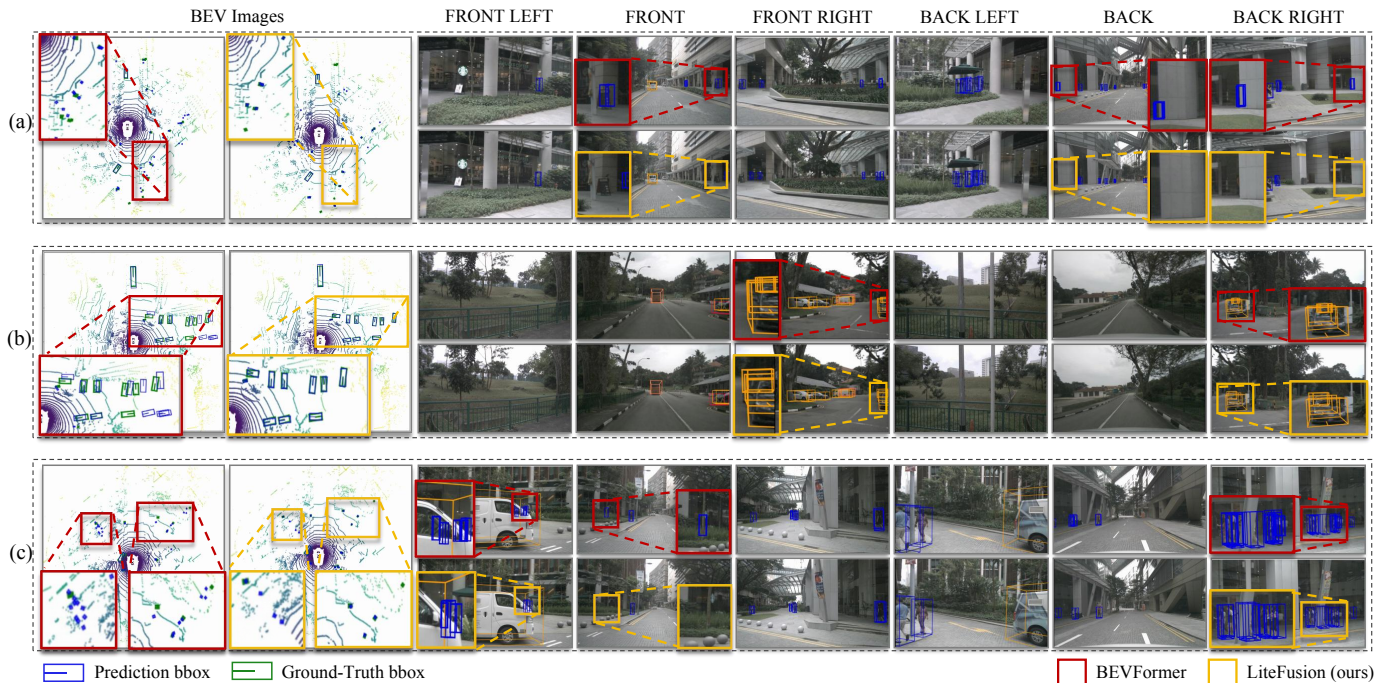 BEV Images FRONT LEFT FRONT FRONT RIGHT BACK LEFT BACK BACK RIGHT
(a)
(b)
(c)
Prediction bbox Ground-Truth bbox BEVFormer LiteFusion (ours)